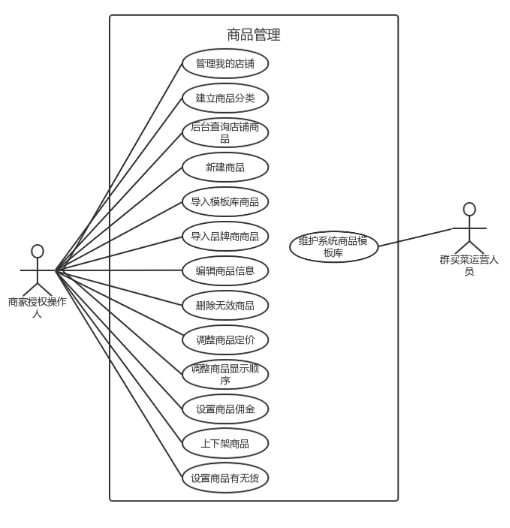 商品管理
管理我的店铺
建立商品分类
后台查询店铺商
品
新建商品
导入模板库商品
导入品牌商商品
维护系统商品模
板库
群买菜运营人
员
编辑商品信息
商家授权操作
人
删除无效商品
调整商品定价
调整商品显示顺
序
设置商品佣金
上下架商品
设置商品有无货